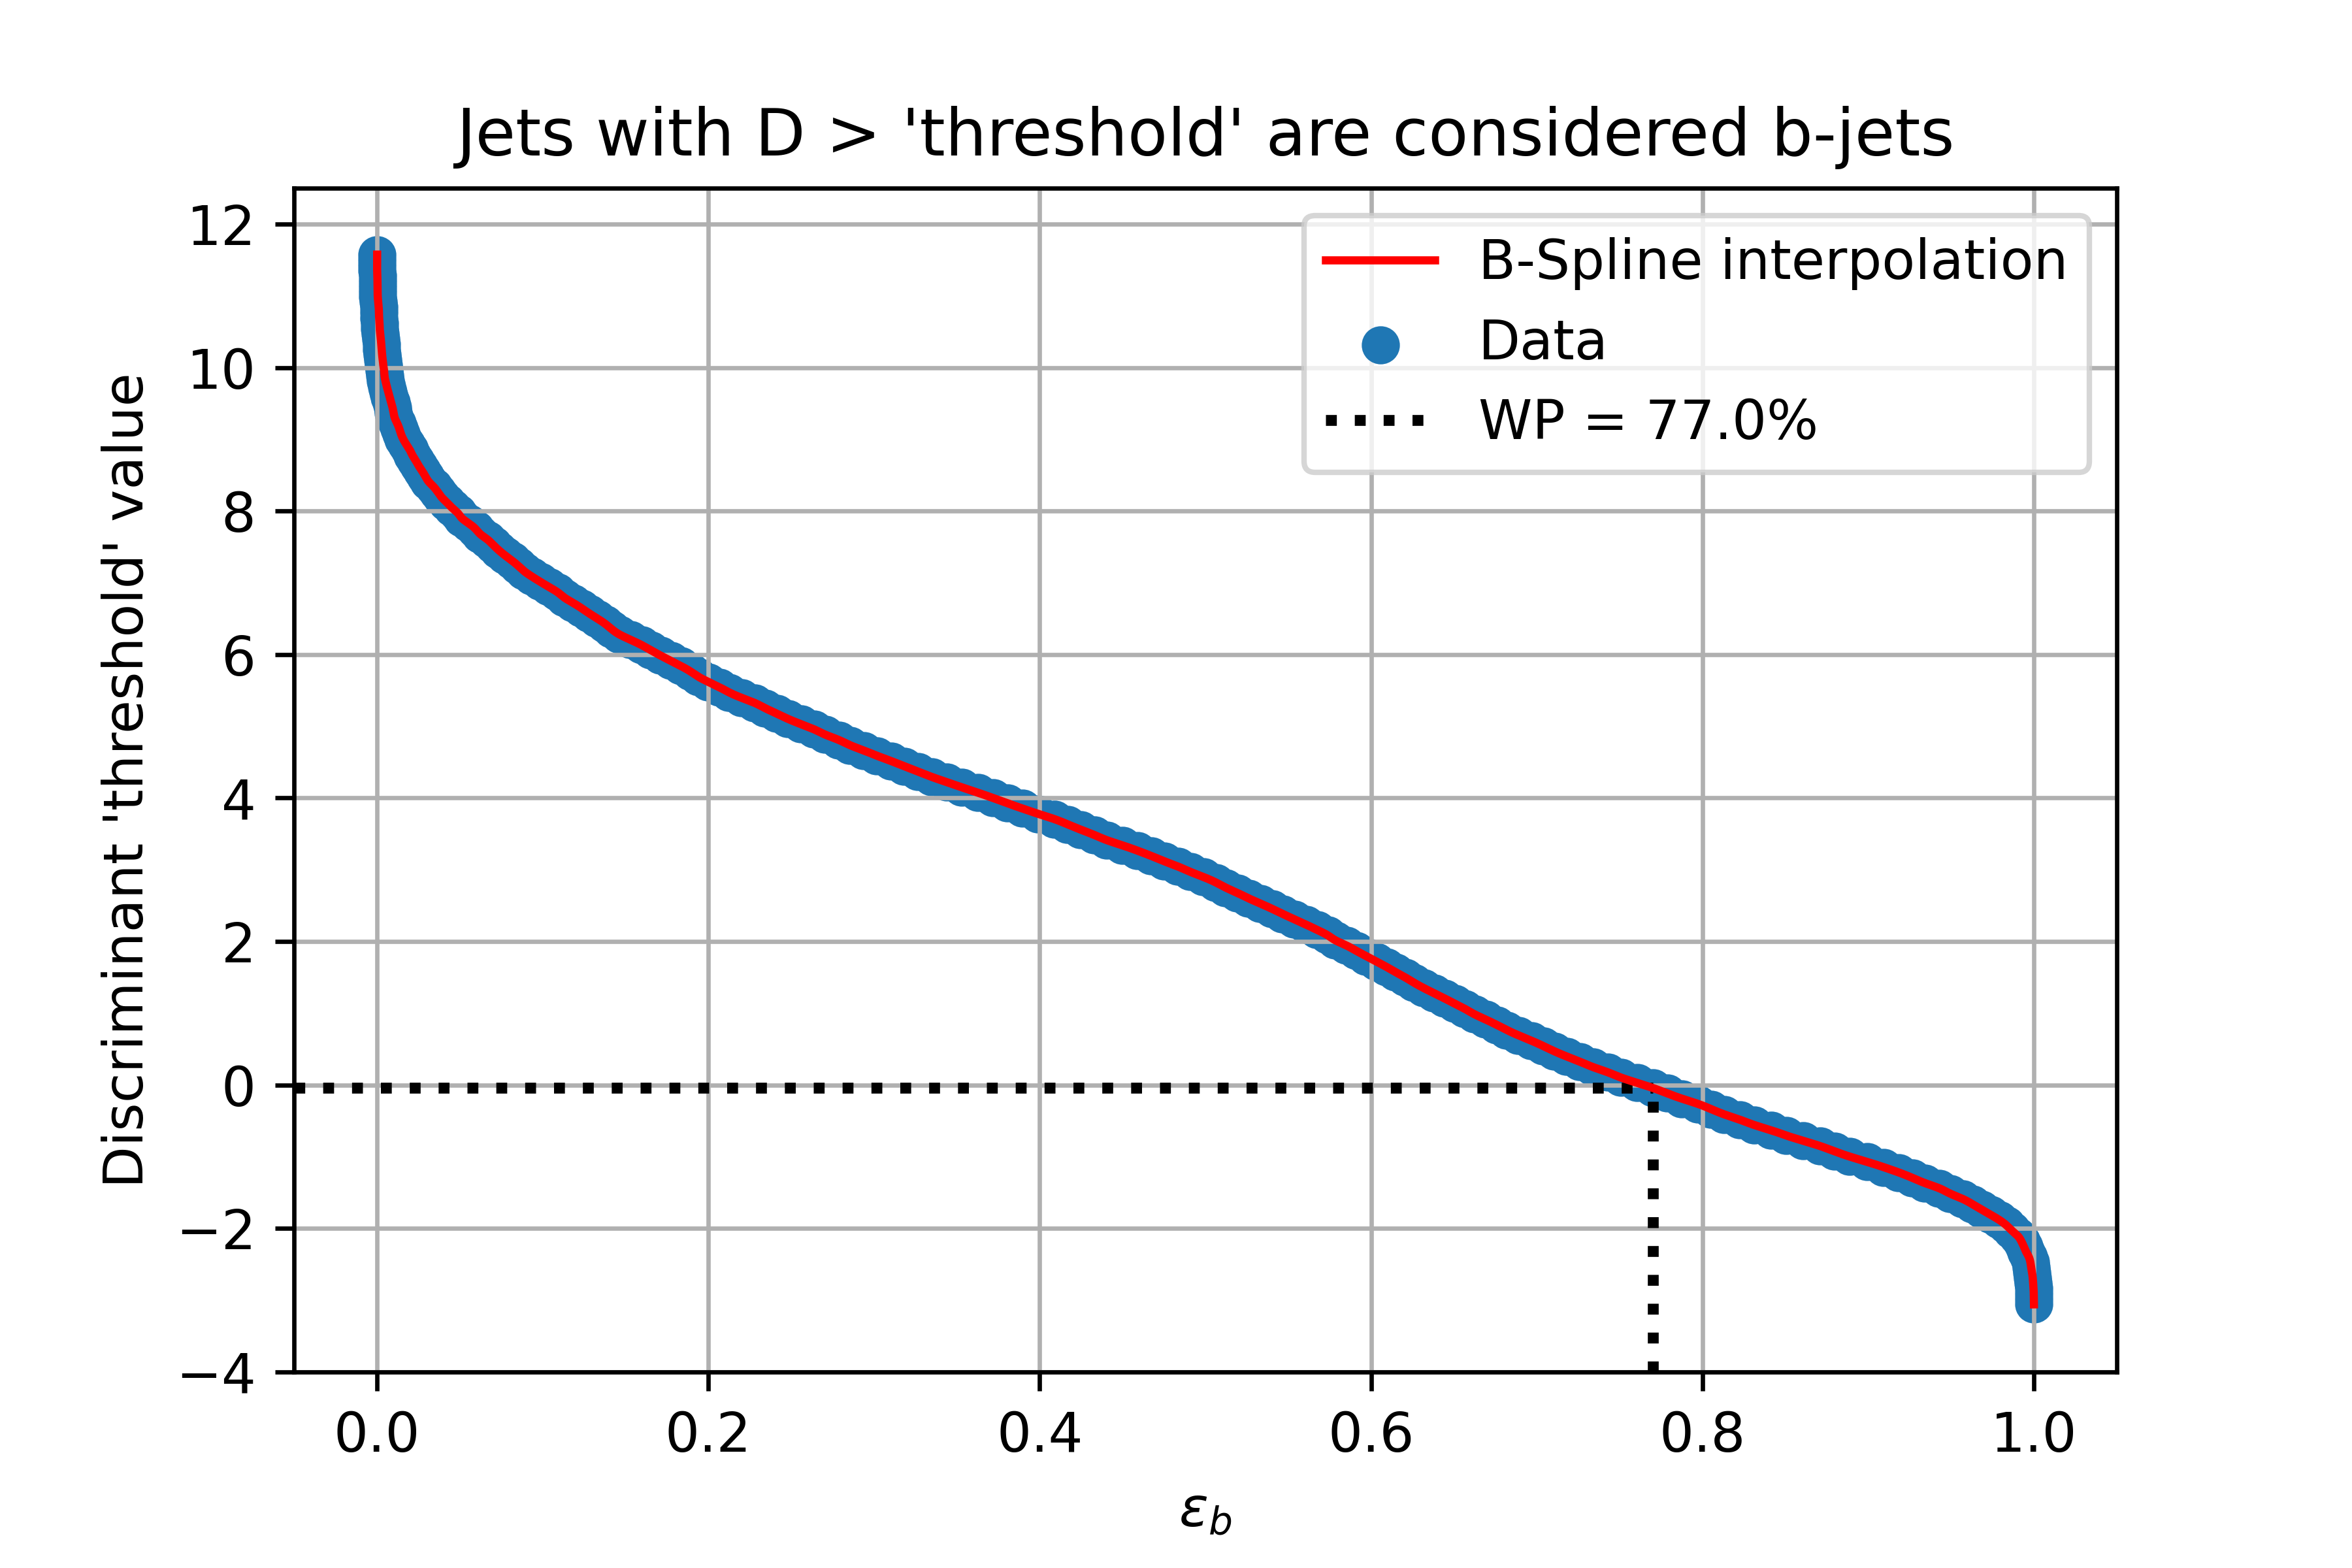 Jets with D > 'threshold' are considered b-jets
12
10
8
6
4
2
0
−2
−4
Discriminant 'threshold' value
B-Spline interpolation
Data
WP = 77.0%
0.0 0.2 0.4 0.6 0.8 1.0
ε_b